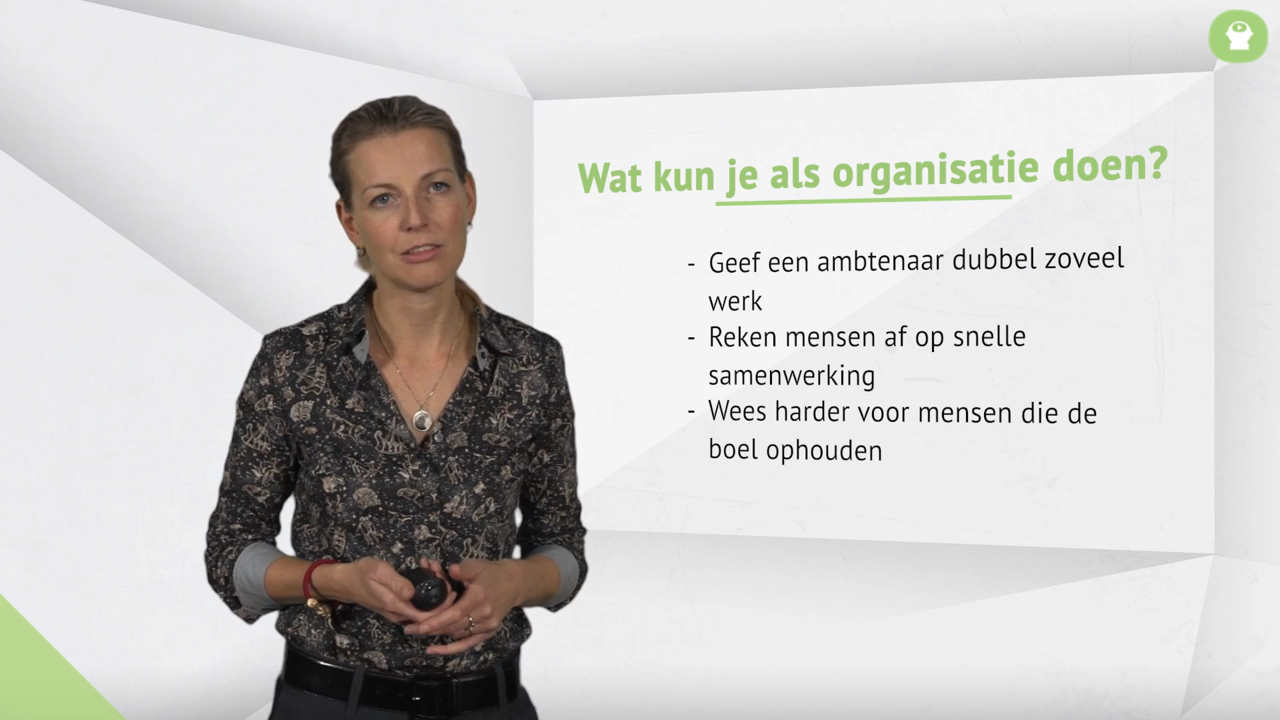 Wat kun je als organisatie doen?
- Geef een ambtenaar dubbel zoveel
werk
- Reken mensen af op snelle
samenwerking
- Wees harder voor mensen die de
boel ophouden